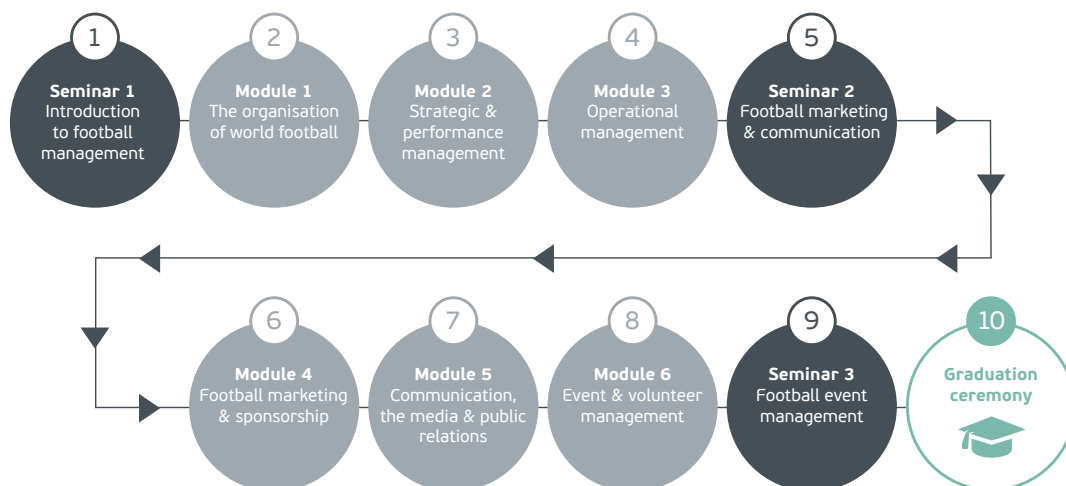 1
Seminar 1
Introduction
to football
management
2
Module 1
The organisation
of world football
3
Module 2
Strategic &
performance
management
4
Module 3
Operational
management
5
Seminar 2
Football marketing
& communication
6
Module 4
Football marketing
& sponsorship
7
Module 5
Communication,
the media & public
relations
8
Module 6
Event & volunteer
management
9
Seminar 3
Football event
management
10
Graduation
ceremony